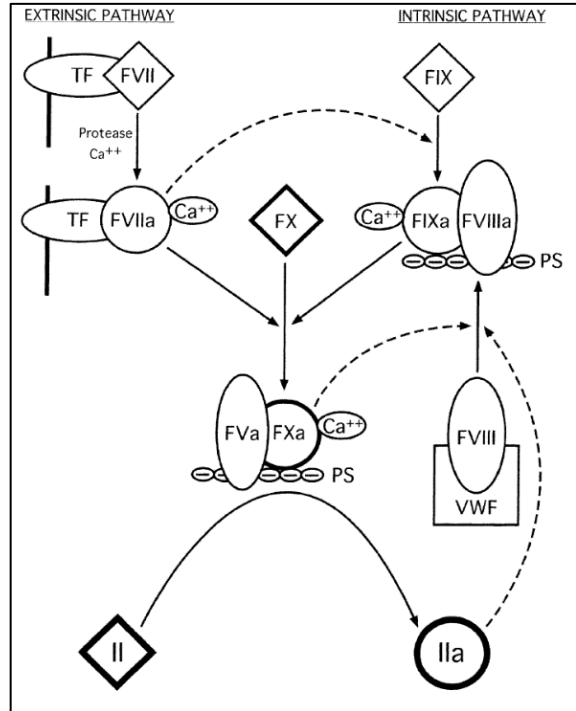 EXTRINSIC PATHWAY
INTRINSIC PATHWAY
TF
FVII
FIX
Protease
Ca++
TF
FVIIa
Ca++
FX
Ca++
FIXa
FVIIIa
PS
FVa
FXa
Ca++
PS
FVIII
VWF
II
IIa